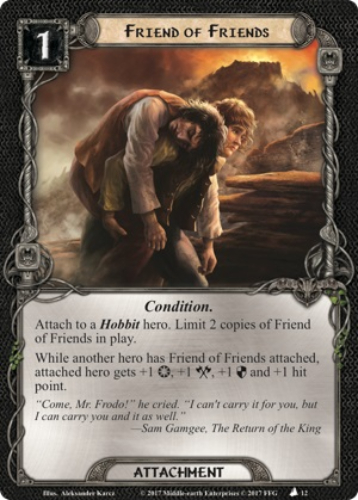 1
FRIEND OF FRIENDS
Condition.
Attach to a Hobbit hero. Limit 2 copies of Friend
of Friends in play.
While another hero has Friend of Friends attached,
attached hero gets +1 , +1 , +1 and +1 hit
point.
“Come, Mr. Frodo!” he cried. “I can't carry it for you, but
I can carry you and it as well.”
—Sam Gamgee, The Return of the King
ATTACHMENT
Illus. Aleksander Karcz © 2017 Middle-earth Enterprises © 2017 FFG 12